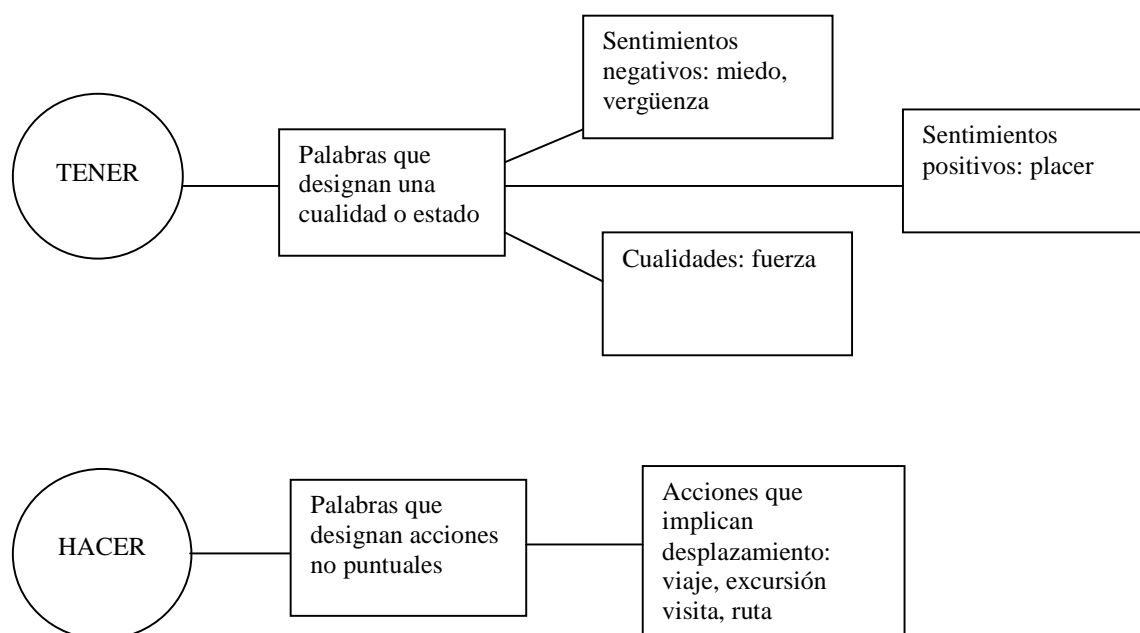 Sentimientos
negativos: miedo,
vergüenza
TENER
Palabras que
designan una
cualidad o estado
Sentimientos
positivos: placer
Cualidades: fuerza
HACER
Palabras que
designan acciones
no puntuales
Acciones que
implican
desplazamiento:
viaje, excursión
visita, ruta